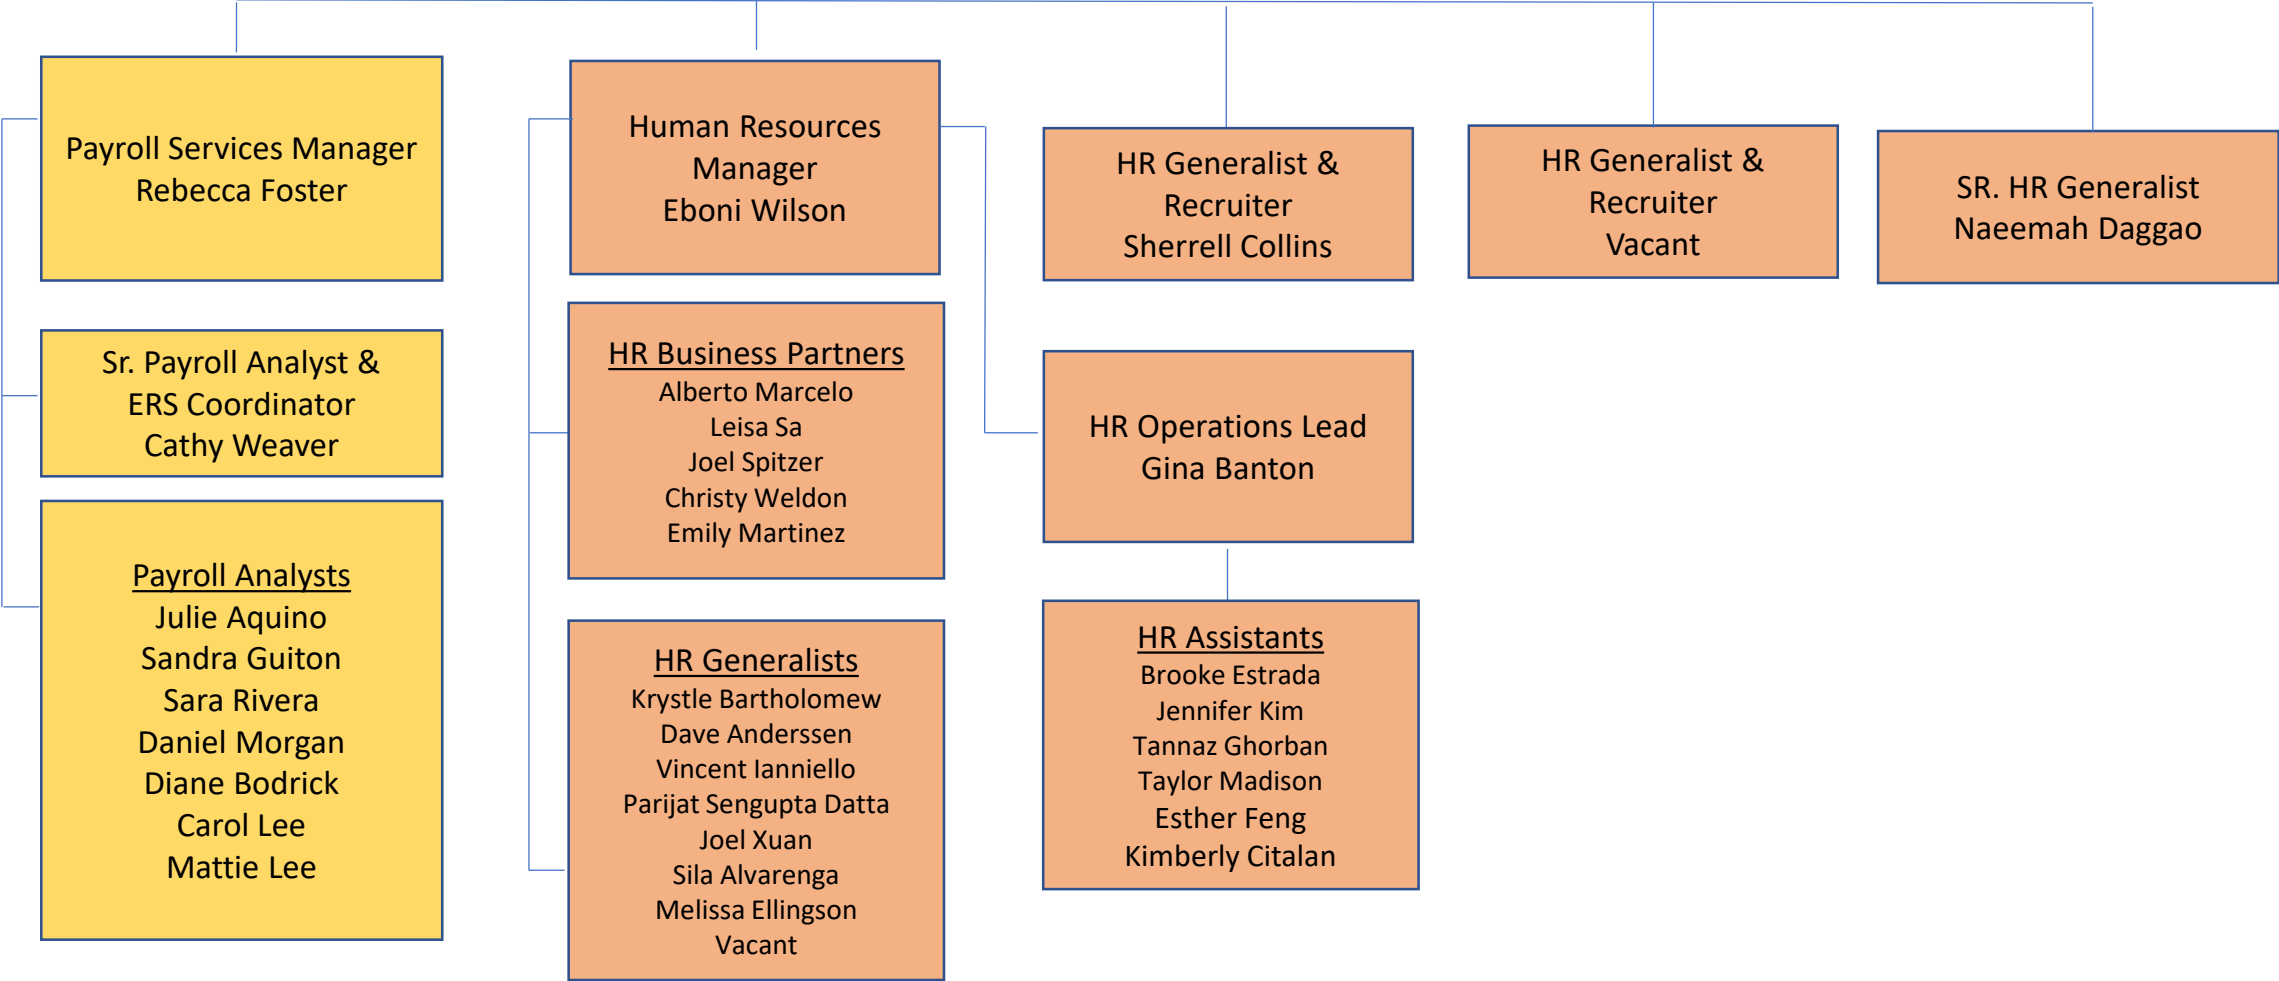 Payroll Services Manager
Rebecca Foster
Human Resources
Manager
Eboni Wilson
HR Generalist &
Recruiter
Sherrell Collins
HR Generalist &
Recruiter
Vacant
SR. HR Generalist
Naeemah Daggao
Sr. Payroll Analyst &
ERS Coordinator
Cathy Weaver
HR Business Partners
Alberto Marcelo
Leisa Sa
Joel Spitzer
Christy Weldon
Emily Martinez
HR Operations Lead
Gina Banton
Payroll Analysts
Julie Aquino
Sandra Guiton
Sara Rivera
Daniel Morgan
Diane Bodrick
Carol Lee
Mattie Lee
HR Generalists
Krystle Bartholomew
Dave Anderssen
Vincent Ianniello
Parijat Sengupta Datta
Joel Xuan
Sila Alvarenga
Melissa Ellingson
Vacant
HR Assistants
Brooke Estrada
Jennifer Kim
Tannaz Ghorban
Taylor Madison
Esther Feng
Kimberly Citalan